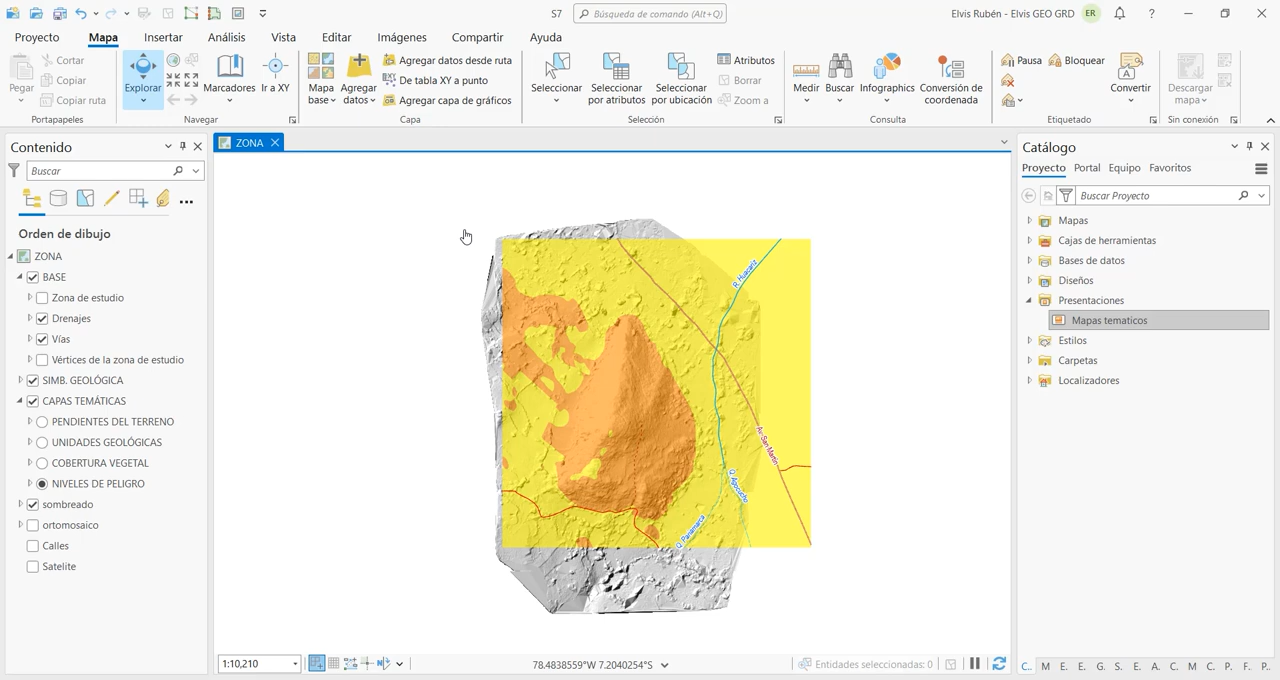 S7
Búsqueda de comando (Alt+Q)
Elvis Rubén - Elvis GEO GRD
ER
?
Proyecto
Mapa
Insertar
Análisis
Vista
Editar
Imágenes
Compartir
Ayuda
Pegar
Cortar
Copiar
Copiar ruta
Portapapeles
Explorar
Marcadores
Ir a XY
Navegar
Mapa base
Agregar datos
Agregar datos desde ruta
De tabla XY a punto
Agregar capa de gráficos
Capa
Seleccionar
Seleccionar por atributos
Seleccionar por ubicación
Atributos
Borrar
Zoom a
Selección
Medir
Buscar
Infographics
Conversión de coordenada
Consulta
Pausa
Bloquear
Convertir
Etiquetado
Descargar mapa
Sin conexión
Contenido
Buscar
Orden de dibujo
ZONA
BASE
Zona de estudio
Drenajes
Vías
Vértices de la zona de estudio
SIMB. GEOLÓGICA
CAPAS TEMÁTICAS
PENDIENTES DEL TERRENO
UNIDADES GEOLÓGICAS
COBERTURA VEGETAL
NIVELES DE PELIGRO
sombreado
ortomosaico
Calles
Satelite
ZONA
R. Huacariz
Av. San Martin
Q. Agocucho
Q. Panamarca
1:10,210
78.4838559°W 7.2040254°S
Entidades seleccionadas: 0
Catálogo
Proyecto
Portal
Equipo
Favoritos
Buscar Proyecto
Mapas
Cajas de herramientas
Bases de datos
Diseños
Presentaciones
Mapas tematicos
Estilos
Carpetas
Localizadores
C.. M E.. E.. G.. S.. E.. A.. C.. M C.. P.. F.. P..